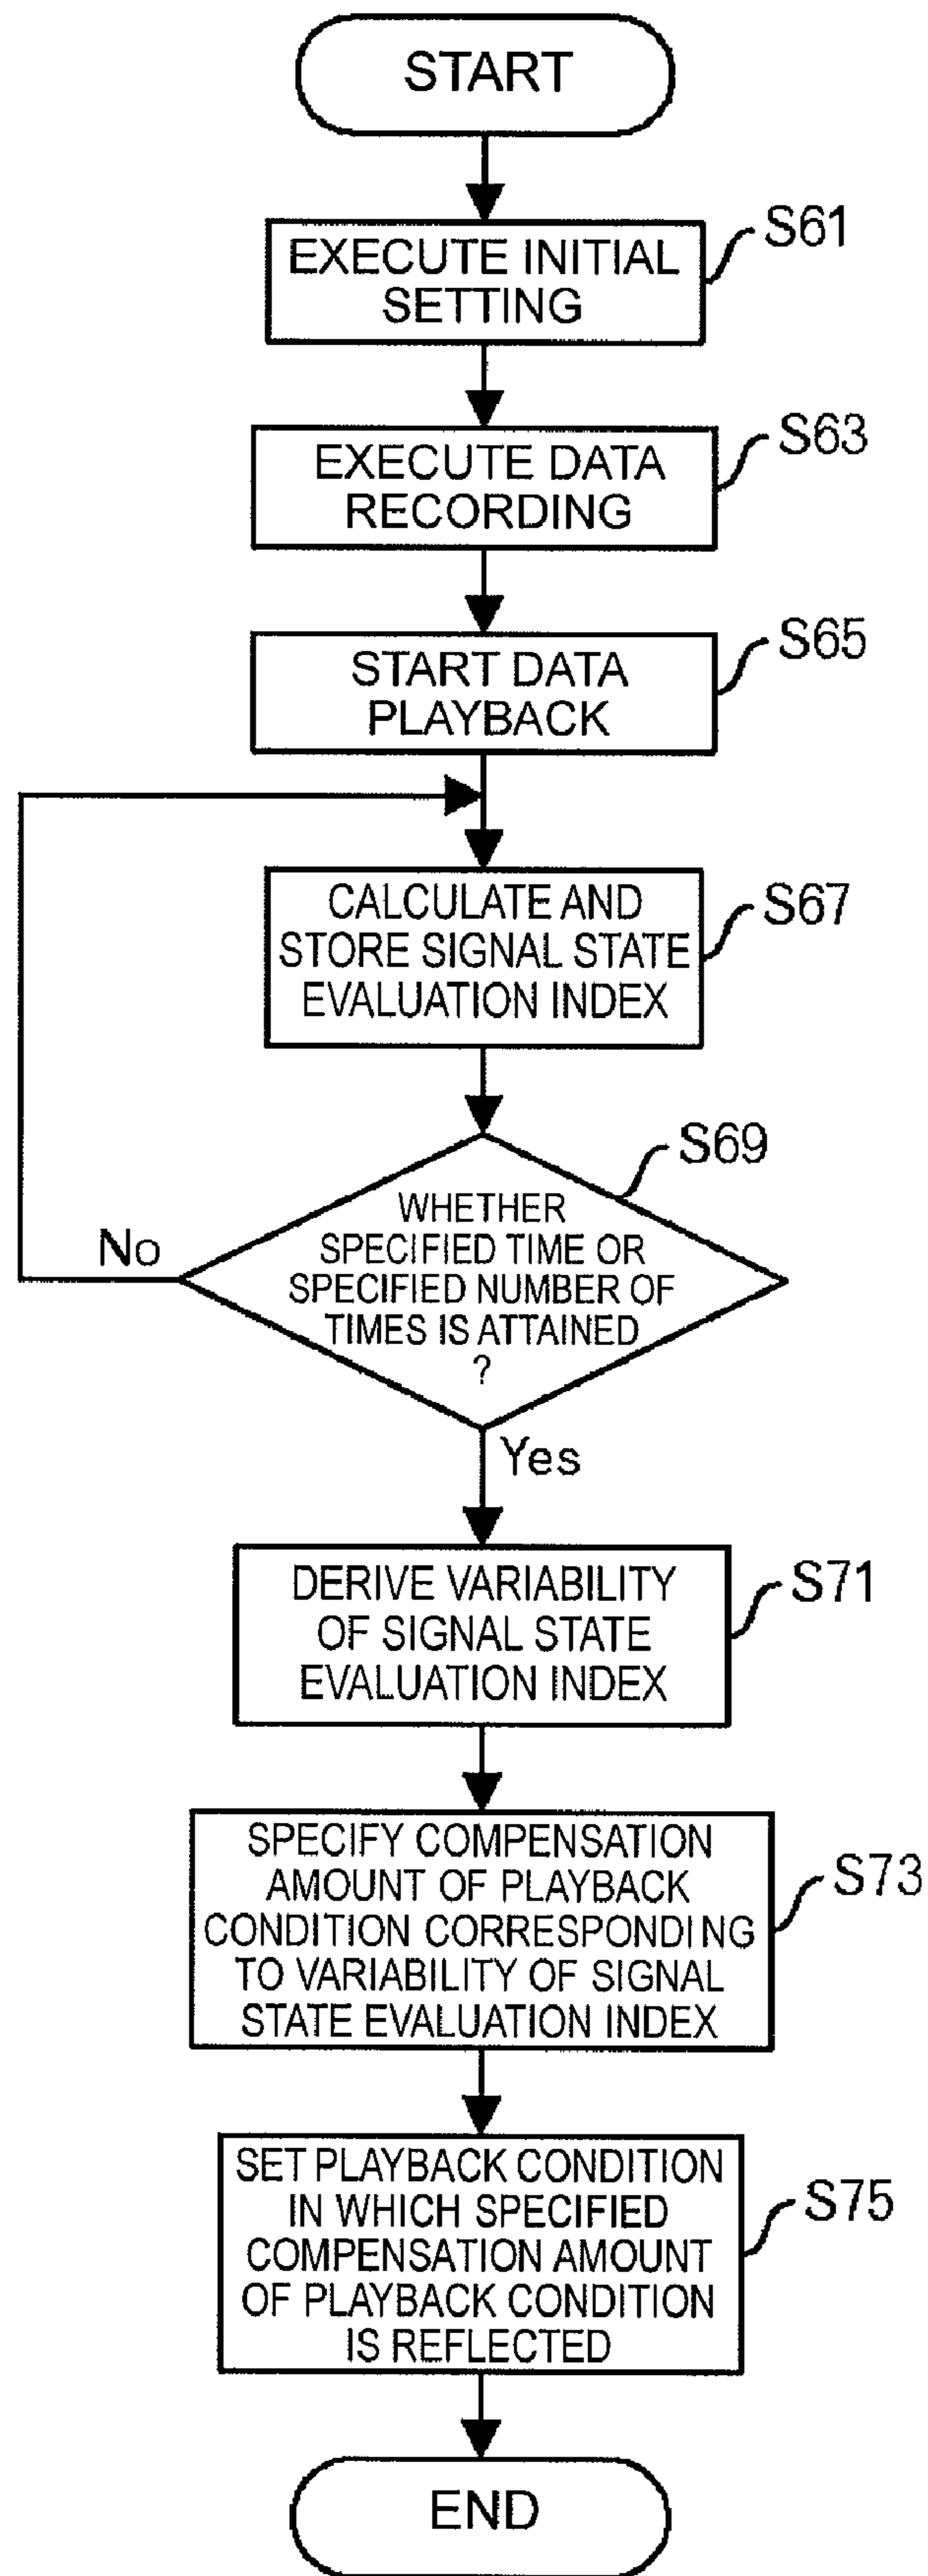 START
S61
EXECUTE INITIAL
SETTING
S63
EXECUTE DATA
RECORDING
S65
START DATA
PLAYBACK
S67
CALCULATE AND
STORE SIGNAL STATE
EVALUATION INDEX
S69
WHETHER
SPECIFIED TIME OR
SPECIFIED NUMBER OF
TIMES IS ATTAINED
?
No
Yes
S71
DERIVE VARIABILITY
OF SIGNAL STATE
EVALUATION INDEX
S73
SPECIFY COMPENSATION
AMOUNT OF PLAYBACK
CONDITION CORRESPONDING
TO VARIABILITY OF SIGNAL
STATE EVALUATION INDEX
S75
SET PLAYBACK CONDITION
IN WHICH SPECIFIED
COMPENSATION AMOUNT
OF PLAYBACK CONDITION
IS REFLECTED
END